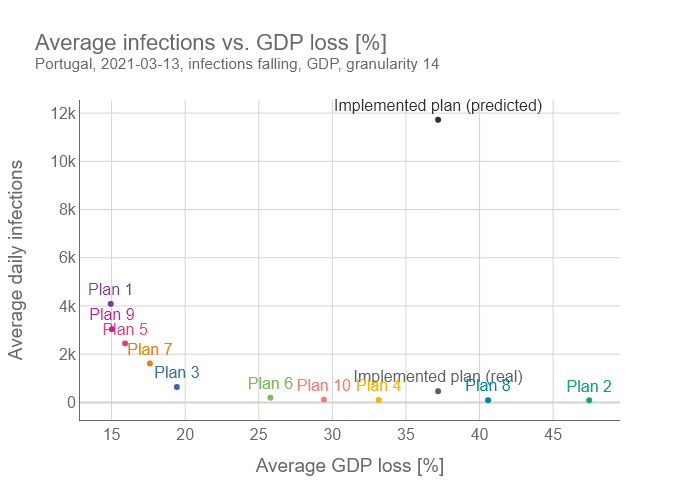 Average infections vs. GDP loss [%]
Portugal, 2021-03-13, infections falling, GDP, granularity 14
Implemented plan (predicted)
12k
10k
8k
6k
4k
2k
0
Average daily infections
Plan 1
Plan 9
Plan 5
Plan 7
Plan 3
Plan 6
Plan 10
Plan 4
Implemented plan (real)
Plan 8
Plan 2
15
20
25
30
35
40
45
Average GDP loss [%]